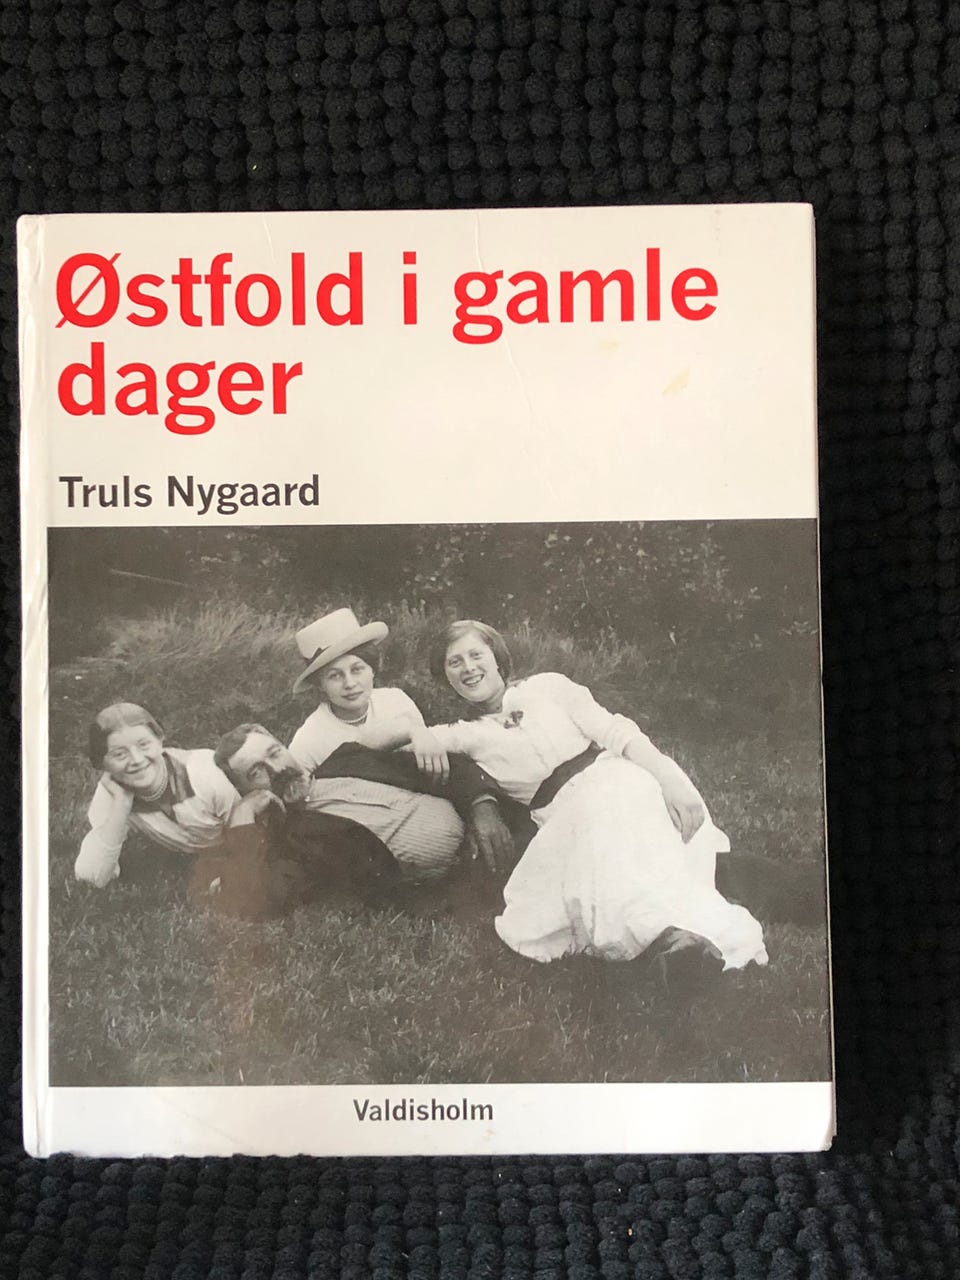 Østfold i gamle
dager
Truls Nygaard
Valdisholm